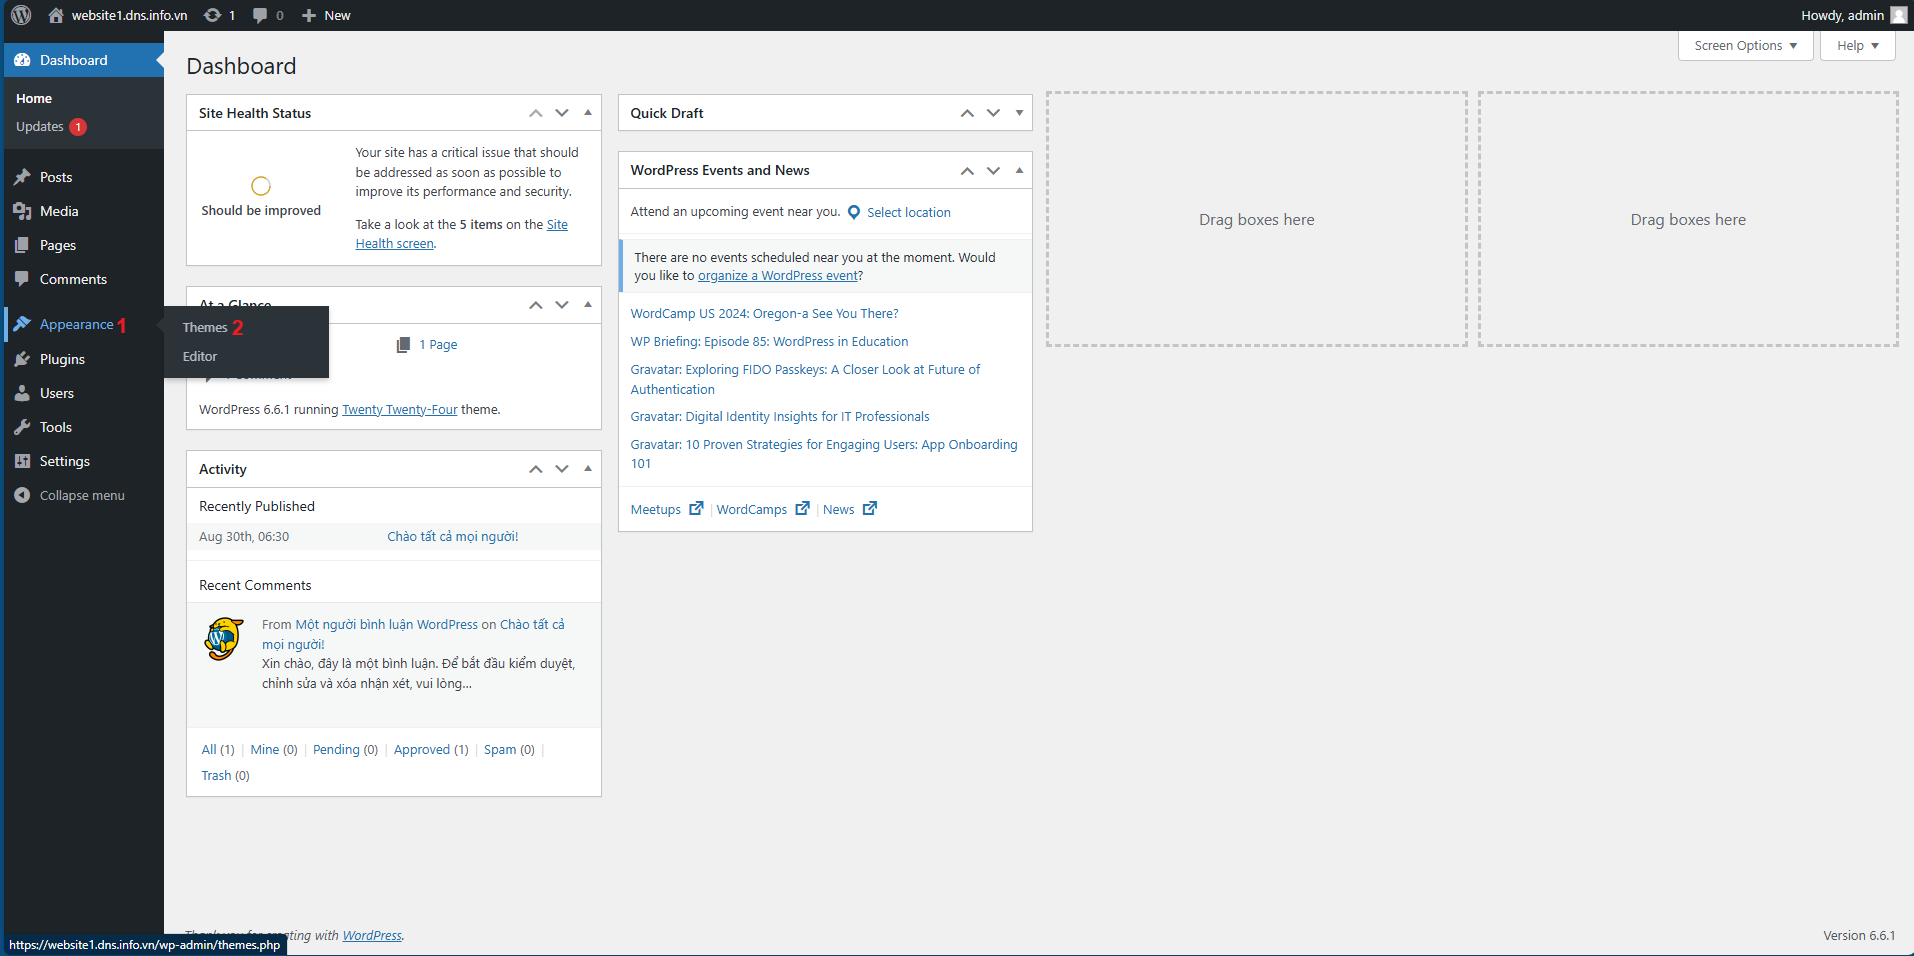 website1.dns.info.vn 1 0 New
Howdy, admin
Dashboard
Home
Updates 1
Posts
Media
Pages
Comments
Appearance 1
Themes 2
Editor
Plugins
Users
Tools
Settings
Collapse menu
Screen Options
Help
Dashboard
Site Health Status
Should be improved
Your site has a critical issue that should
be addressed as soon as possible to
improve its performance and security.
Take a look at the 5 items on the Site
Health screen.
At a Glance
1 Page
WordPress 6.6.1 running Twenty Twenty-Four theme.
Activity
Recently Published
Aug 30th, 06:30 Chào tất cả mọi người!
Recent Comments
From Một người bình luận WordPress on Chào tất cả
mọi người!
Xin chào, đây là một bình luận. Để bắt đầu kiểm duyệt,
chỉnh sửa và xóa nhận xét, vui lòng...
All (1) | Mine (0) | Pending (0) | Approved (1) | Spam (0) |
Trash (0)
Quick Draft
WordPress Events and News
Attend an upcoming event near you. Select location
There are no events scheduled near you at the moment. Would
you like to organize a WordPress event?
WordCamp US 2024: Oregon-a See You There?
WP Briefing: Episode 85: WordPress in Education
Gravatar: Exploring FIDO Passkeys: A Closer Look at Future of
Authentication
Gravatar: Digital Identity Insights for IT Professionals
Gravatar: 10 Proven Strategies for Engaging Users: App Onboarding
101
Meetups | WordCamps | News
Drag boxes here
Drag boxes here
Thank you for creating with WordPress.
Version 6.6.1
https://website1.dns.info.vn/wp-admin/themes.php